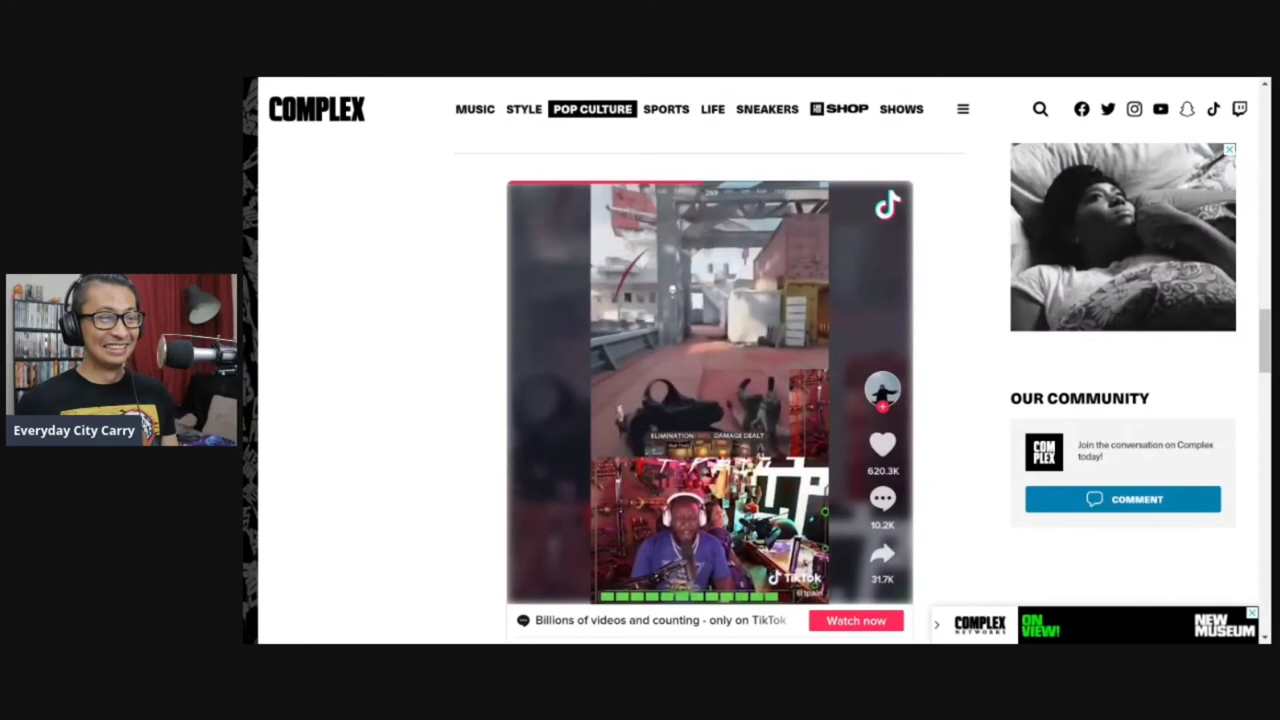 COMPLEX
MUSIC STYLE POP CULTURE SPORTS LIFE SNEAKERS SHOP SHOWS
OUR COMMUNITY
COM
PLEX
Join the conversation on Complex
today!
COMMENT
Everyday City Carry
ELIMINATION DAMAGE DEALT
620.3K
10.2K
31.7K
TikTok
@tpain
Billions of videos and counting - only on TikTok
Watch now
COMPLEX
NETWORKS
ON
VIEW!
NEW
MUSEUM